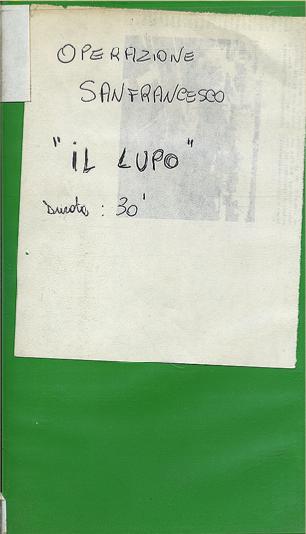 OPERAZIONE
SANFRANCESCO
"iL LUPO"
Durata : 30'